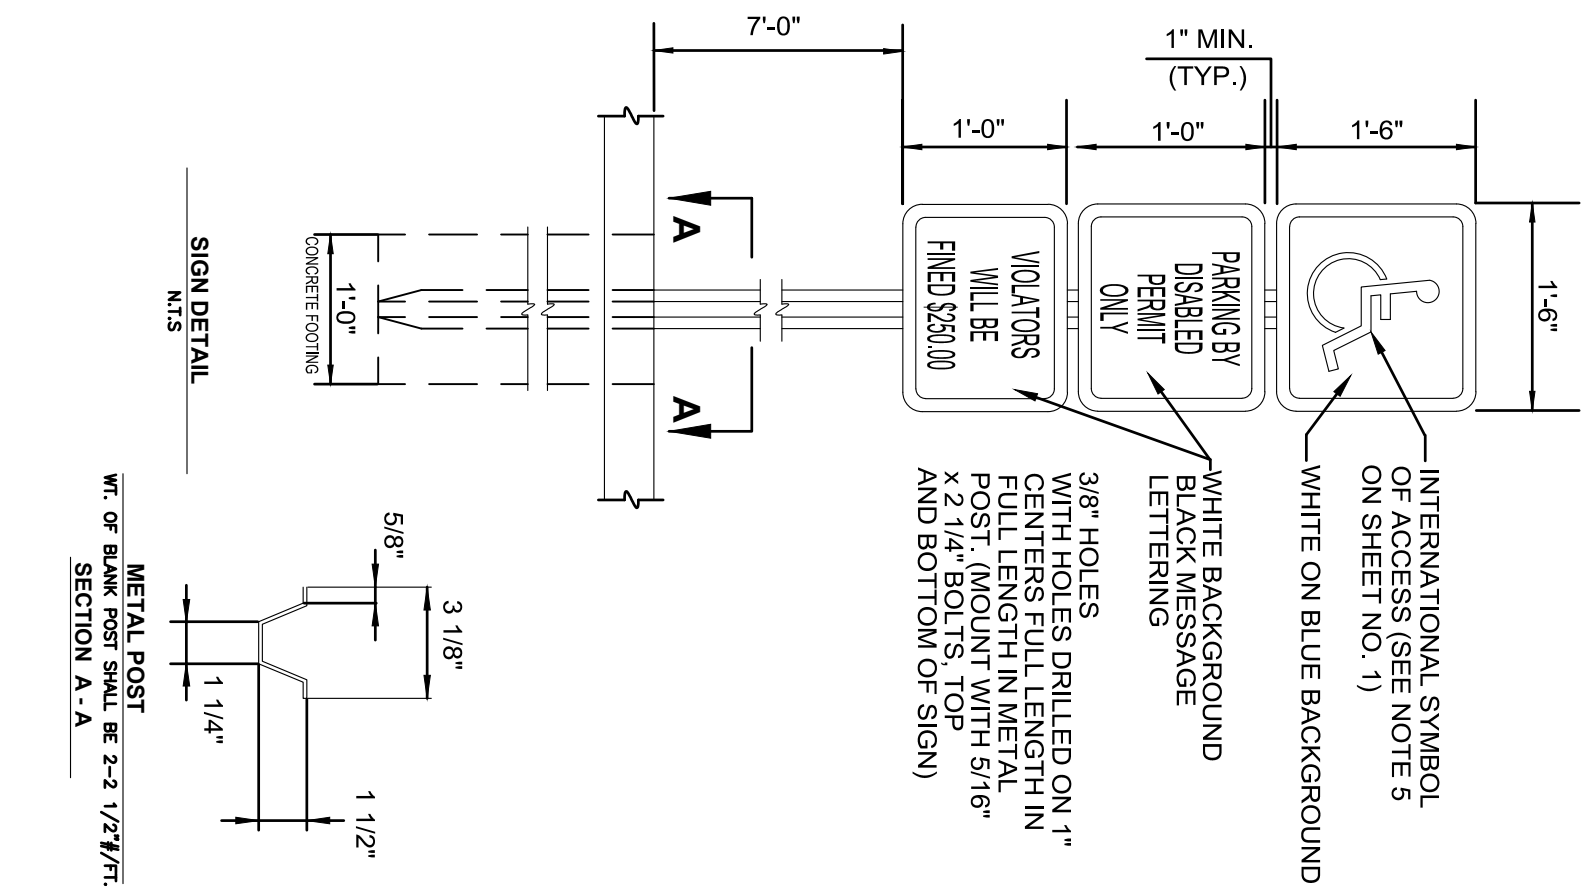 7'-0"
1" MIN.
(TYP.)
1'-0"
1'-0"
1'-6"
1'-6"
INTERNATIONAL SYMBOL
OF ACCESS (SEE NOTE 5
ON SHEET NO. 1)
WHITE ON BLUE BACKGROUND
PARKING BY
DISABLED
PERMIT
ONLY
WHITE BACKGROUND
BLACK MESSAGE
LETTERING
VIOLATORS
WILL BE
FINED $250.00
3/8" HOLES
WITH HOLES DRILLED ON 1"
CENTERS FULL LENGTH IN
FULL LENGTH IN METAL
POST. (MOUNT WITH 5/16"
x 2 1/4" BOLTS, TOP
AND BOTTOM OF SIGN)
A
A
1'-0"
CONCRETE FOOTING
SIGN DETAIL
N.T.S
3 1/8"
5/8"
1 1/2"
1 1/4"
METAL POST
WT. OF BLANK POST SHALL BE 2-2 1/2"#/FT.
SECTION A - A